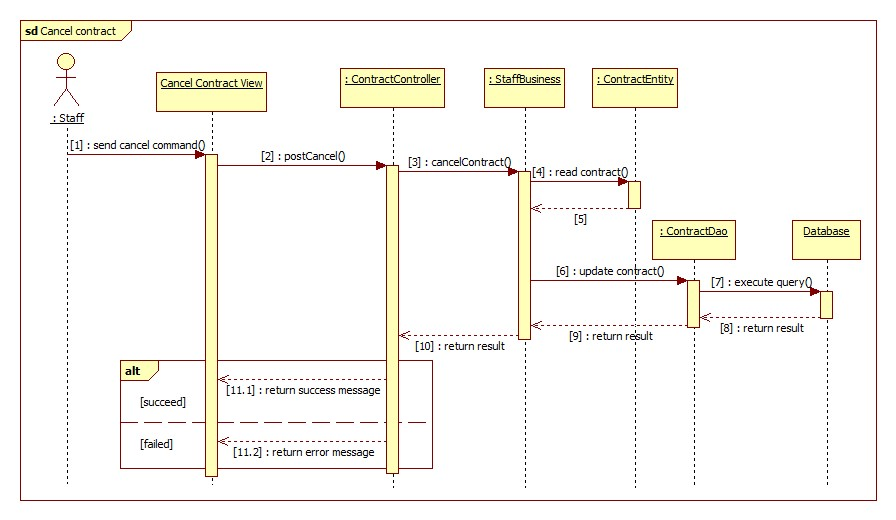 sd Cancel contract
: Staff
Cancel Contract View
: ContractController
: StaffBusiness
: ContractEntity
[1] : send cancel command()
[2] : postCancel()
[3] : cancelContract()
[4] : read contract()
[5]
: ContractDao
Database
[6] : update contract()
[7] : execute query()
[8] : return result
[9] : return result
[10] : return result
alt
[11.1] : return success message
[succeed]
[failed]
[11.2] : return error message